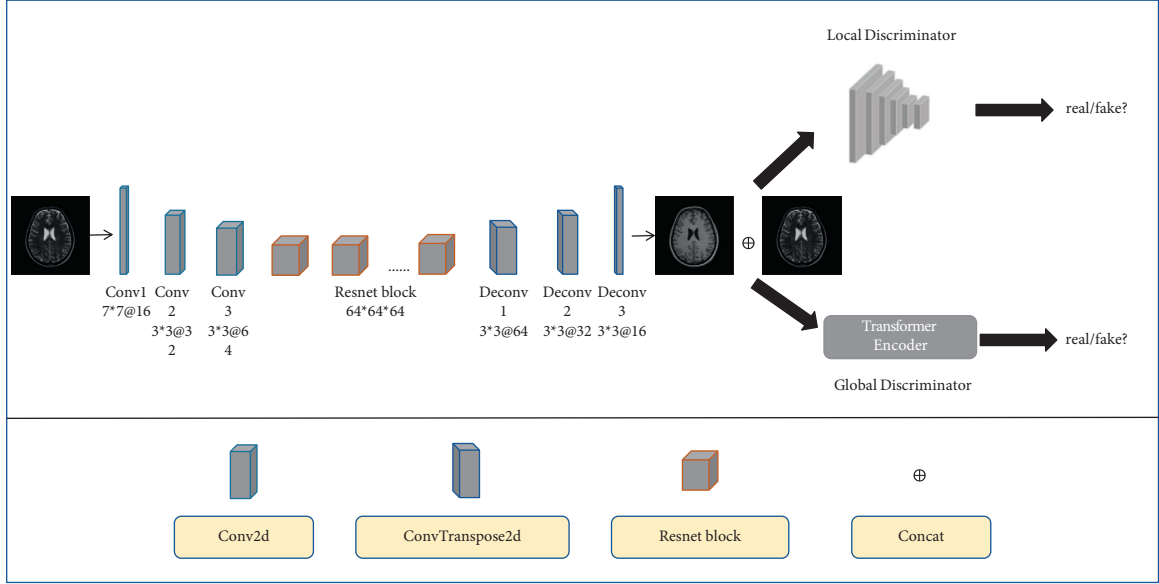 Local Discriminator
real/fake?
Conv1
7*7@16
Conv
2
3*3@3
2
Conv
3
3*3@6
4
......
Resnet block
64*64*64
Deconv
1
3*3@64
Deconv
2
3*3@32
Deconv
3
3*3@16
⊕
Transformer
Encoder
real/fake?
Global Discriminator
⊕
Conv2d
ConvTranspose2d
Resnet block
Concat